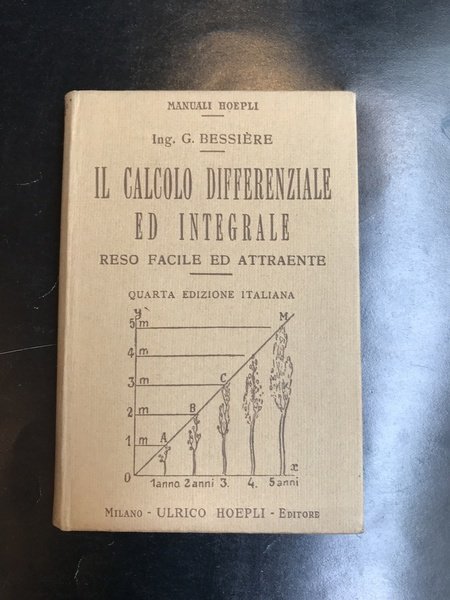 MANUALI HOEPLI
Ing. G. BESSIÈRE
IL CALCOLO DIFFERENZIALE
ED INTEGRALE
RESO FACILE ED ATTRAENTE
QUARTA EDIZIONE ITALIANA
y
5 m M
4 m
3 m C
2 m B
1 m A
0 x
1 anno 2 anni 3. 4. 5 anni
MILANO - ULRICO HOEPLI - EDITORE